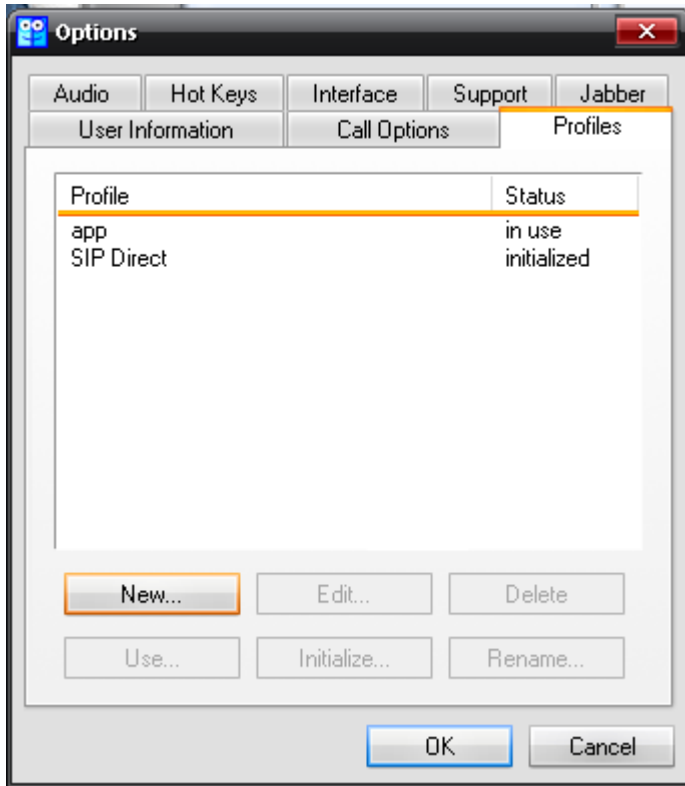 Options
Audio Hot Keys Interface Support Jabber
User Information Call Options Profiles
Profile Status
app in use
SIP Direct initialized
New... Edit... Delete
Use... Initialize... Rename...
OK Cancel